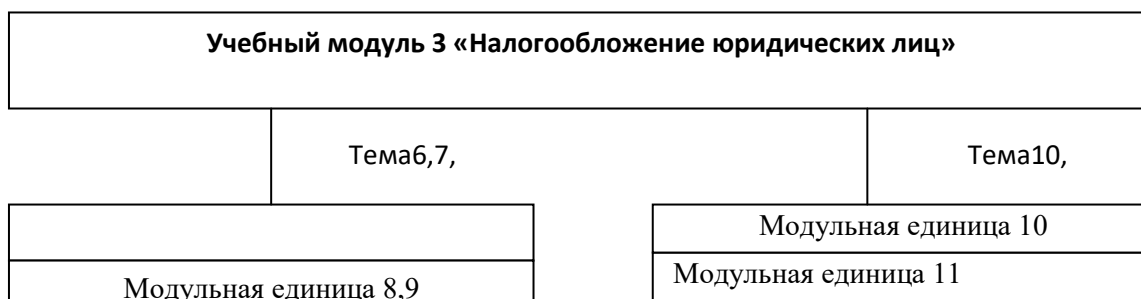 Учебный модуль 3 «Налогообложение юридических лиц»
Тема6,7,
Тема10,
Модульная единица 10
Модульная единица 8,9
Модульная единица 11